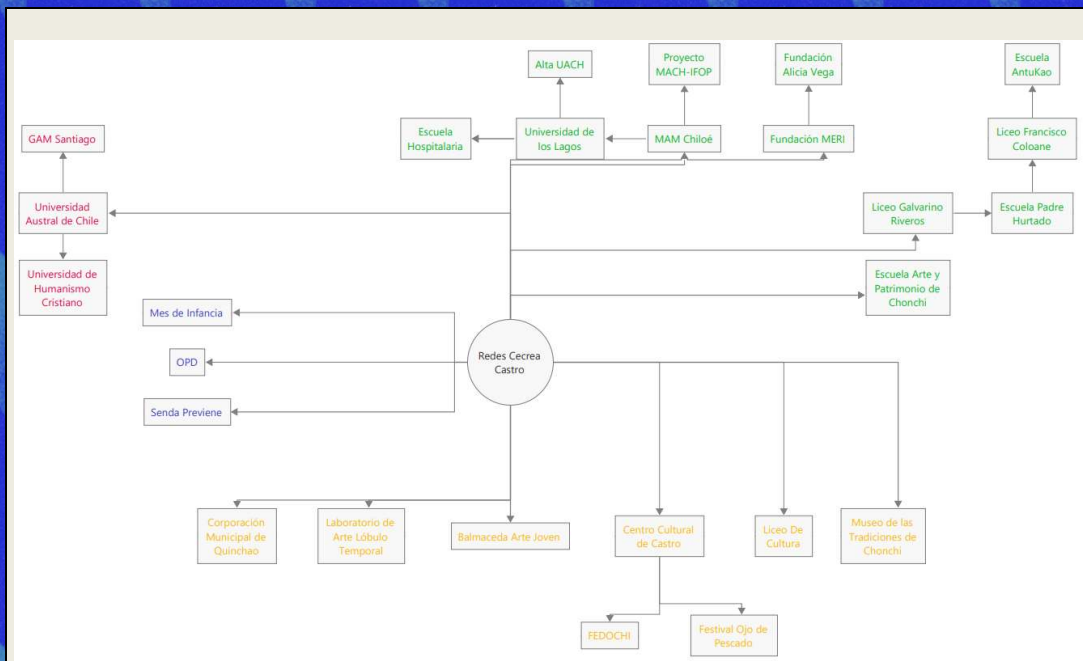 Alta UACH
Proyecto
MACH-IFOP
Fundación
Alicia Vega
Escuela
AntuKao
GAM Santiago
Escuela
Hospitalaria
Universidad de
los Lagos
MAM Chiloé
Fundación MERI
Liceo Francisco
Coloane
Universidad
Austral de Chile
Liceo Galvarino
Riveros
Escuela Padre
Hurtado
Universidad de
Humanismo
Cristiano
Escuela Arte y
Patrimonio de
Chonchi
Mes de Infancia
OPD
Senda Previene
Redes Cecrea
Castro
Corporación
Municipal de
Quinchao
Laboratorio de
Arte Lóbulo
Temporal
Balmaceda Arte Joven
Centro Cultural
de Castro
Liceo De
Cultura
Museo de las
Tradiciones de
Chonchi
FEDOCHI
Festival Ojo de
Pescado